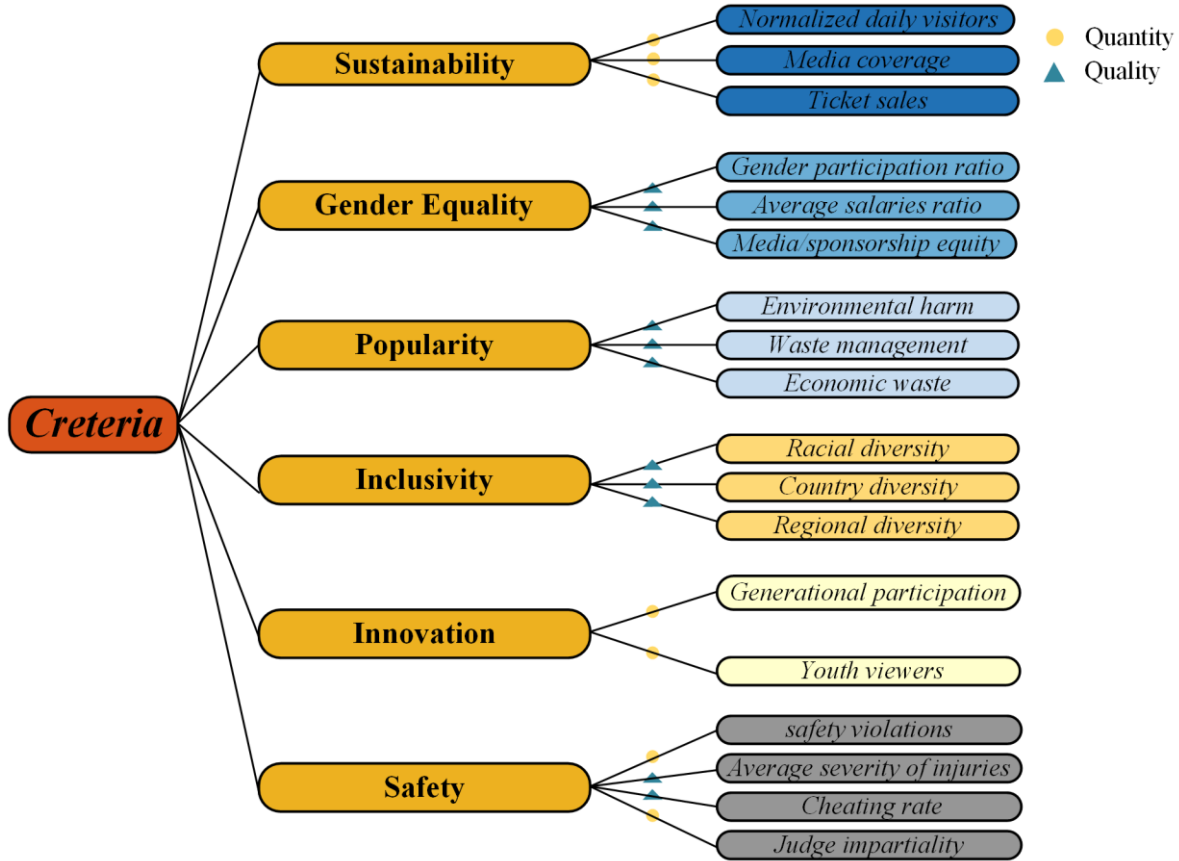 Creteria
Sustainability
Normalized daily visitors
Media coverage
Ticket sales
Gender Equality
Gender participation ratio
Average salaries ratio
Media/sponsorship equity
Popularity
Environmental harm
Waste management
Economic waste
Inclusivity
Racial diversity
Country diversity
Regional diversity
Innovation
Generational participation
Youth viewers
Safety
safety violations
Average severity of injuries
Cheating rate
Judge impartiality
Quantity
Quality